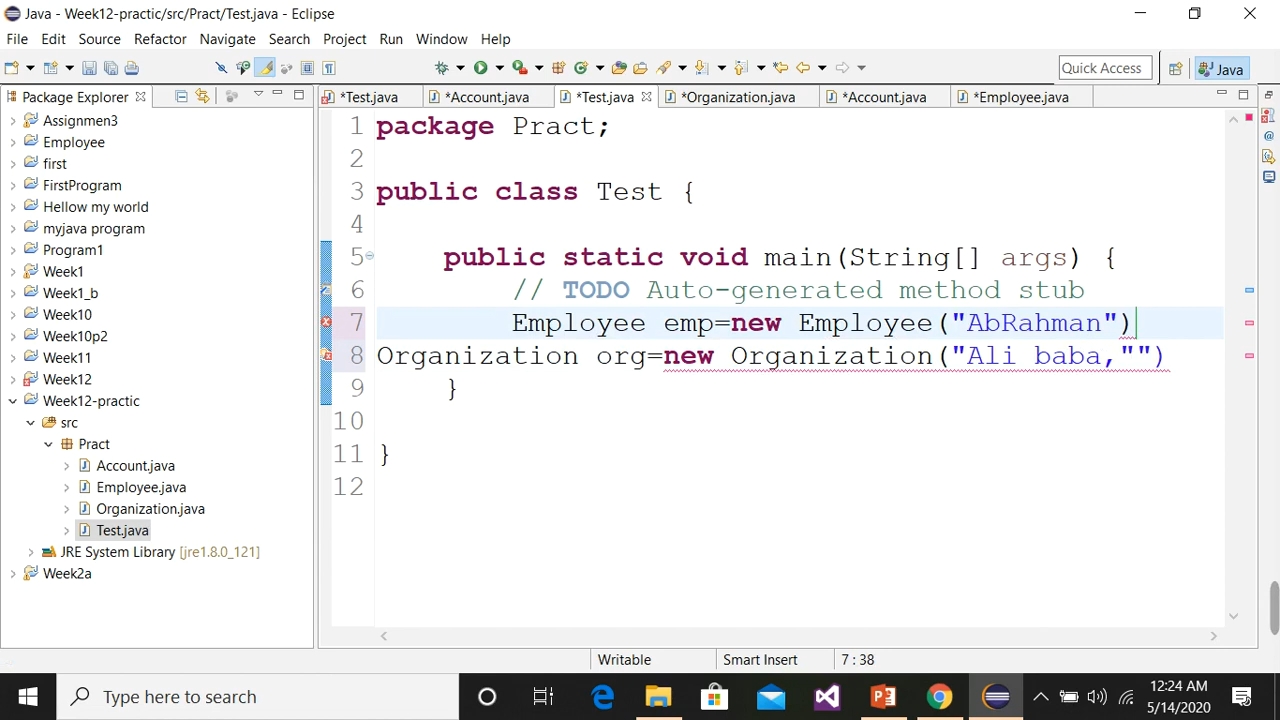 Java - Week12-practic/src/Pract/Test.java - Eclipse
File Edit Source Refactor Navigate Search Project Run Window Help
Quick Access Java
Package Explorer *Test.java *Account.java *Test.java *Organization.java *Account.java *Employee.java
Assignmen3
Employee
first
FirstProgram
Hellow my world
myjava program
Program1
Week1
Week1_b
Week10
Week10p2
Week11
Week12
Week12-practic
src
Pract
Account.java
Employee.java
Organization.java
Test.java
JRE System Library [jre1.8.0_121]
Week2a
1 package Pract;
2
3 public class Test {
4
5 public static void main(String[] args) {
6 // TODO Auto-generated method stub
7 Employee emp=new Employee("AbRahman")
8 Organization org=new Organization("Ali baba,"")
9 }
10
11 }
12
Writable Smart Insert 7 : 38
Type here to search
12:24 AM
5/14/2020